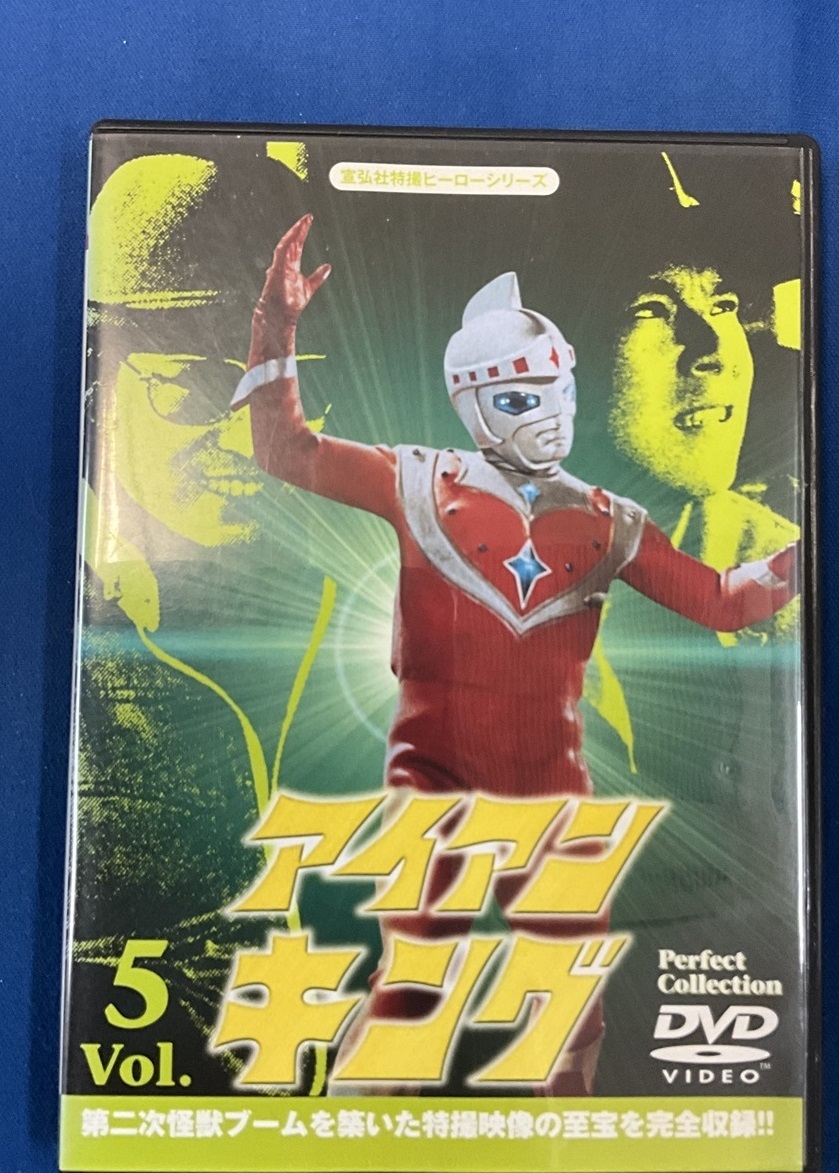 宣弘社特撮ヒーローシリーズ
アイアン
キング
5
Vol.
Perfect
Collection
DVD
VIDEO™
第二次怪獣ブームを築いた特撮映像の至宝を完全収録!!